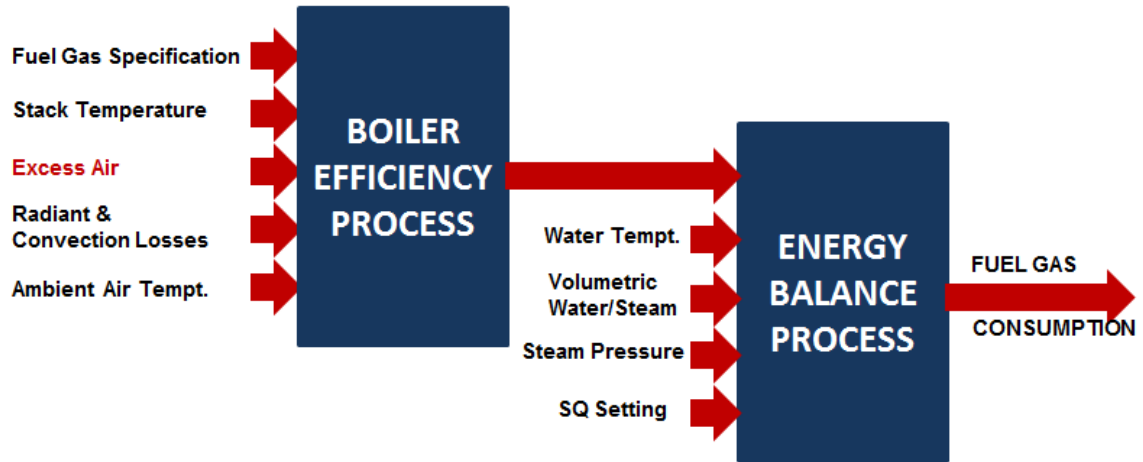 Fuel Gas Specification
Stack Temperature
Excess Air
Radiant &
Convection Losses
Ambient Air Tempt.
BOILER
EFFICIENCY
PROCESS
Water Tempt.
Volumetric
Water/Steam
Steam Pressure
SQ Setting
ENERGY
BALANCE
PROCESS
FUEL GAS
CONSUMPTION